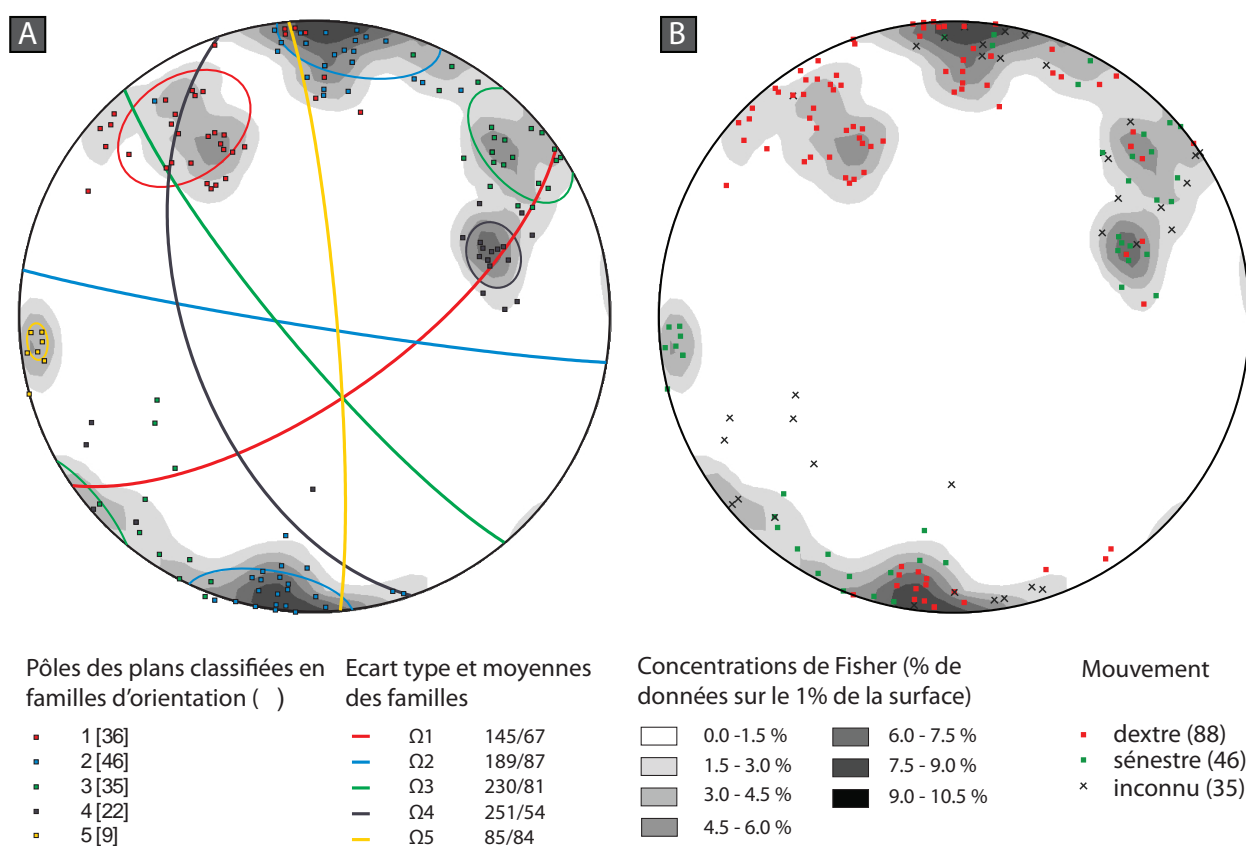 A
B
Pôles des plans classifiées en
familles d'orientation ( )
1 [36]
2 [46]
3 [35]
4 [22]
5 [9]
Ecart type et moyennes
des familles
Ω1 145/67
Ω2 189/87
Ω3 230/81
Ω4 251/54
Ω5 85/84
Concentrations de Fisher (% de
données sur le 1% de la surface)
0.0 -1.5 %
1.5 - 3.0 %
3.0 - 4.5 %
4.5 - 6.0 %
6.0 - 7.5 %
7.5 - 9.0 %
9.0 - 10.5 %
Mouvement
dextre (88)
sénestre (46)
inconnu (35)